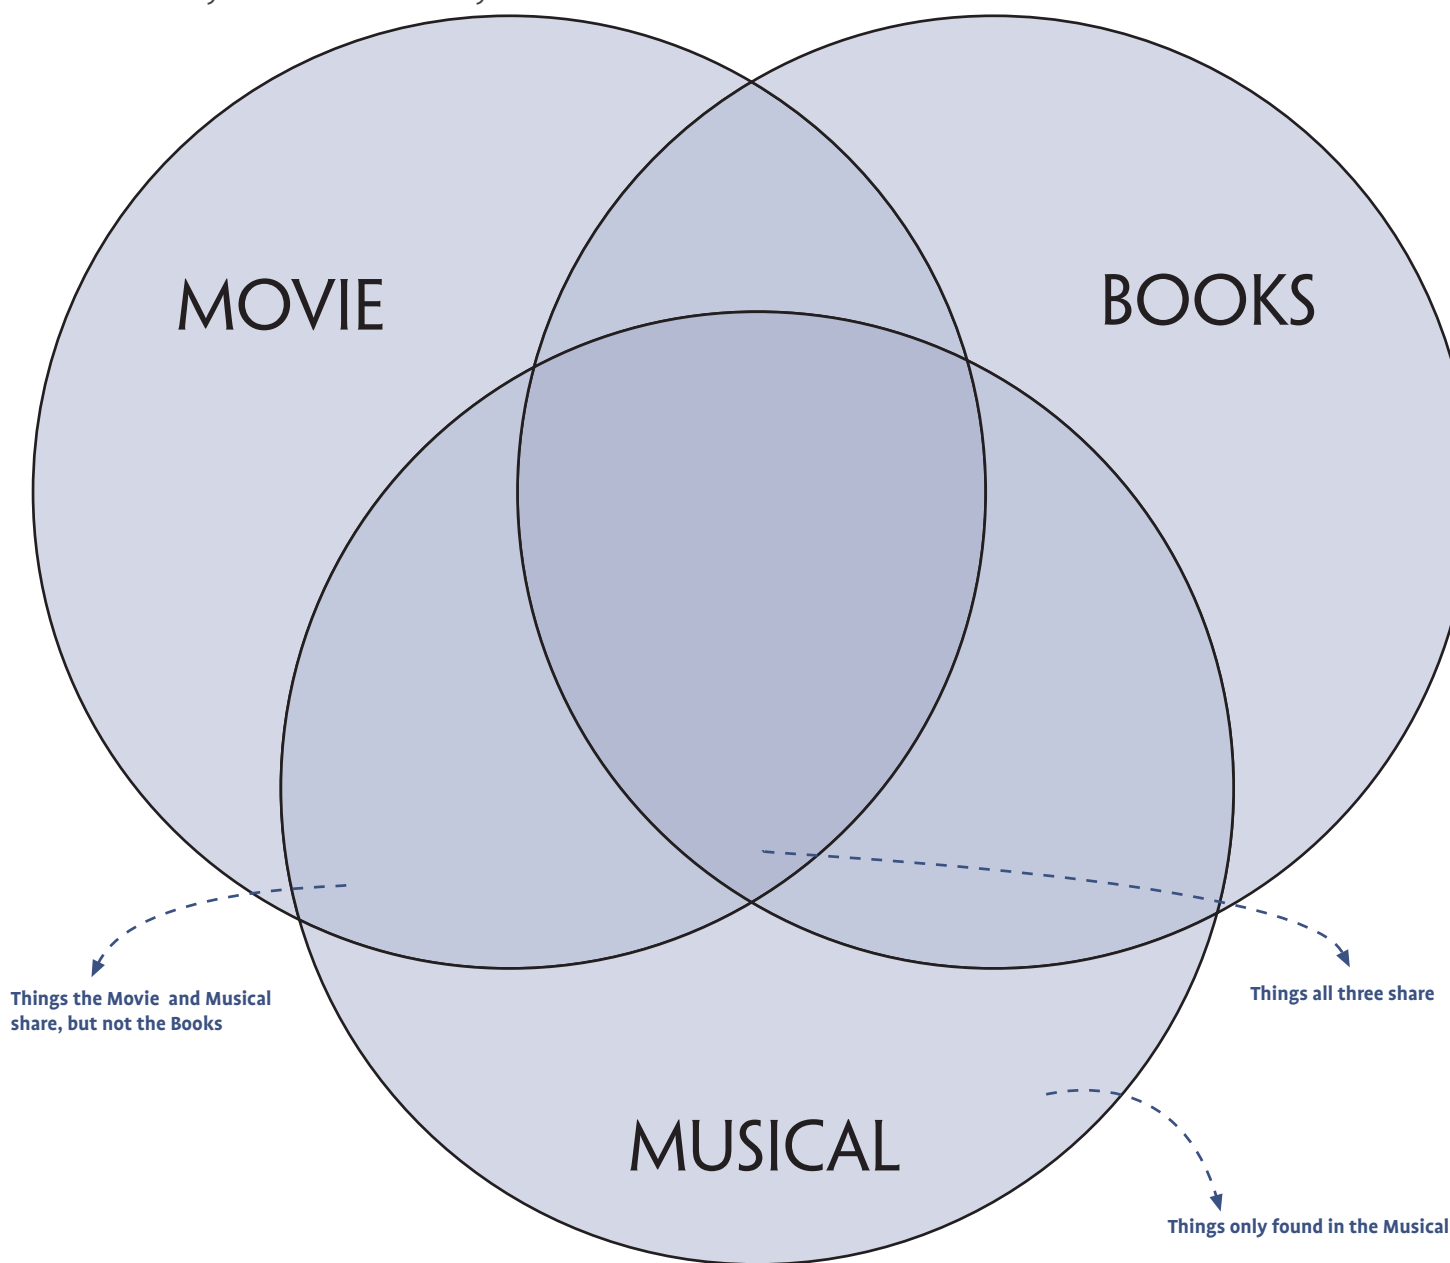 MOVIE
BOOKS
Things the Movie and Musical
share, but not the Books
Things all three share
MUSICAL
Things only found in the Musical